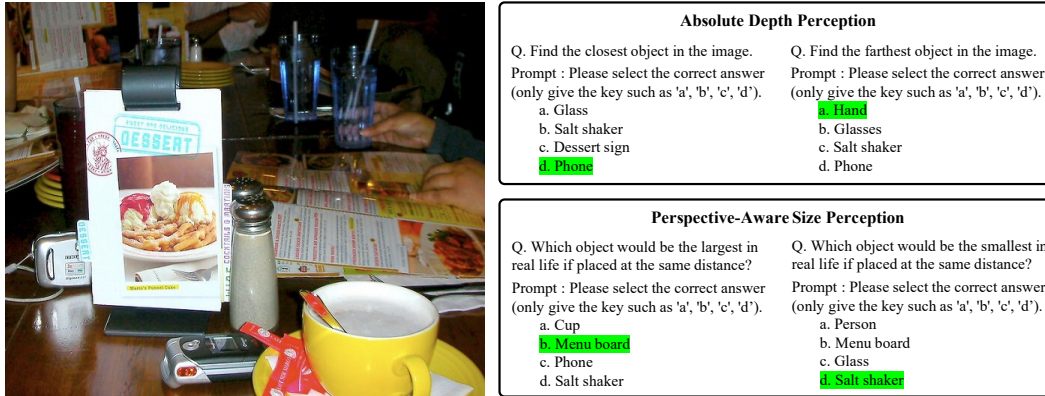 SWEET AND DELICIOUS
DESSERT
DESSERT
COCKTAILS & MARTINIS
Absolute Depth Perception
Q. Find the closest object in the image.
Prompt : Please select the correct answer
(only give the key such as 'a', 'b', 'c', 'd').
a. Glass
b. Salt shaker
c. Dessert sign
d. Phone
Q. Find the farthest object in the image.
Prompt : Please select the correct answer
(only give the key such as 'a', 'b', 'c', 'd').
a. Hand
b. Glasses
c. Salt shaker
d. Phone
Perspective-Aware Size Perception
Q. Which object would be the largest in
real life if placed at the same distance?
Prompt : Please select the correct answer
(only give the key such as 'a', 'b', 'c', 'd').
a. Cup
b. Menu board
c. Phone
d. Salt shaker
Q. Which object would be the smallest in
real life if placed at the same distance?
Prompt : Please select the correct answer
(only give the key such as 'a', 'b', 'c', 'd').
a. Person
b. Menu board
c. Glass
d. Salt shaker